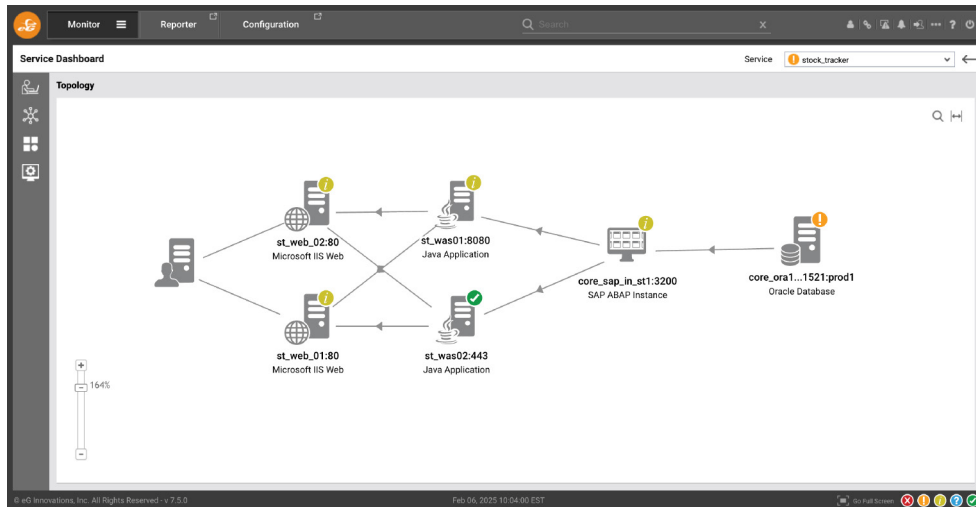 eG
Monitor Reporter Configuration Search X ?
Service Dashboard Service ! stock_tracker
Topology
i i
st_web_02:80 st_was01:8080
Microsoft IIS Web Java Application
i !
core_sap_in_st1:3200 core_ora1...1521:prod1
SAP ABAP Instance Oracle Database
i
st_web_01:80 st_was02:443
Microsoft IIS Web Java Application
164%
© eG Innovations, Inc. All Rights Reserved - v 7.5.0 Feb 06, 2025 10:04:00 EST Go Full Screen X ! i ?